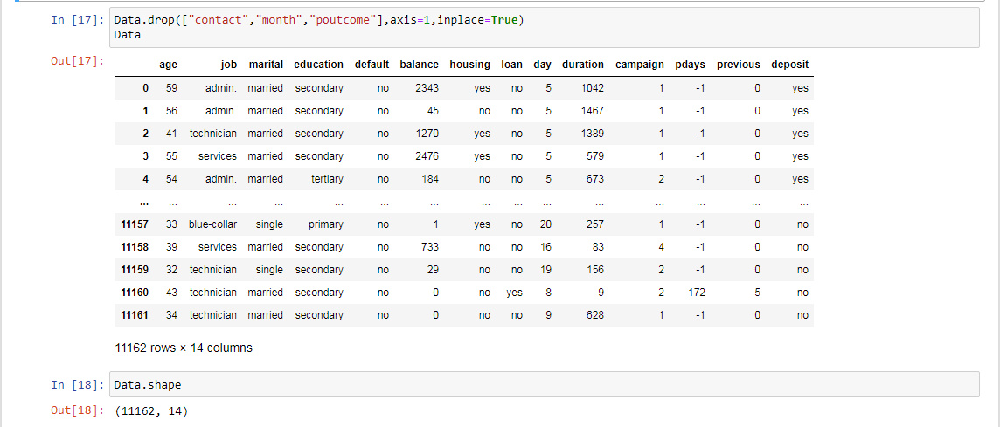 In [17]: Data.drop(["contact","month","poutcome"],axis=1,inplace=True)
Data
Out[17]:
age job marital education default balance housing loan day duration campaign pdays previous deposit
0 59 admin. married secondary no 2343 yes no 5 1042 1 -1 0 yes
1 56 admin. married secondary no 45 no no 5 1467 1 -1 0 yes
2 41 technician married secondary no 1270 yes no 5 1389 1 -1 0 yes
3 55 services married secondary no 2476 yes no 5 579 1 -1 0 yes
4 54 admin. married tertiary no 184 no no 5 673 2 -1 0 yes
... ... ... ... ... ... ... ... ... ... ... ... ... ... ...
11157 33 blue-collar single primary no 1 yes no 20 257 1 -1 0 no
11158 39 services married secondary no 733 no no 16 83 4 -1 0 no
11159 32 technician single secondary no 29 no no 19 156 2 -1 0 no
11160 43 technician married secondary no 0 no yes 8 9 2 172 5 no
11161 34 technician married secondary no 0 no no 9 628 1 -1 0 no
11162 rows × 14 columns
In [18]: Data.shape
Out[18]: (11162, 14)